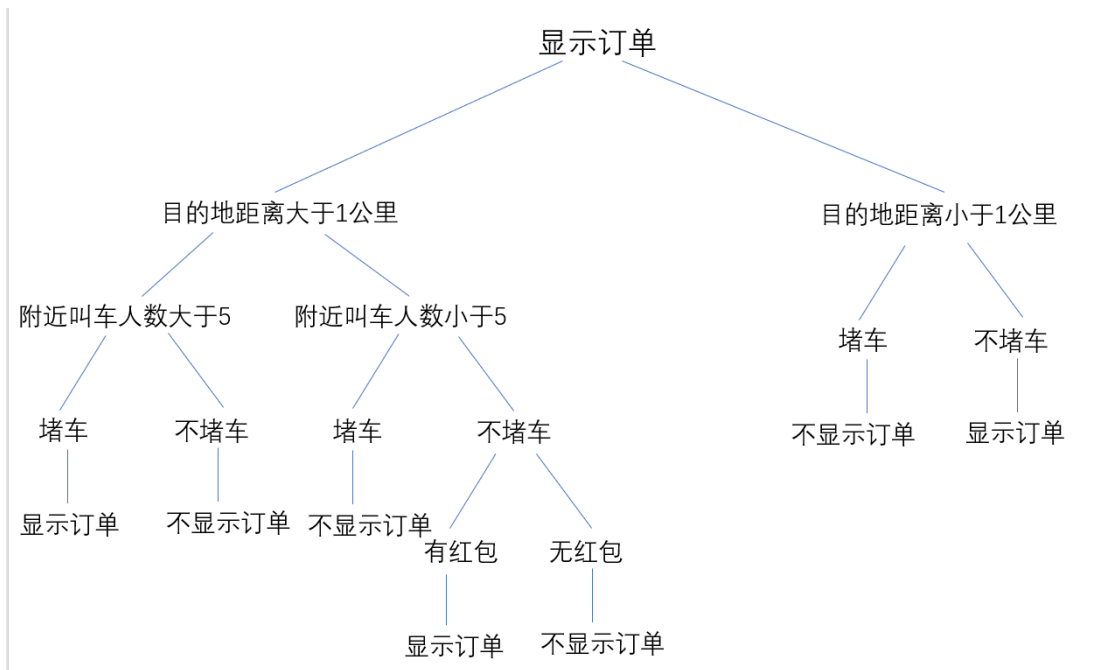 显示订单
目的地距离大于1公里
目的地距离小于1公里
附近叫车人数大于5
附近叫车人数小于5
堵车
不堵车
堵车
不堵车
堵车
不堵车
不显示订单
显示订单
显示订单
不显示订单
不显示订单
有红包
无红包
显示订单
不显示订单